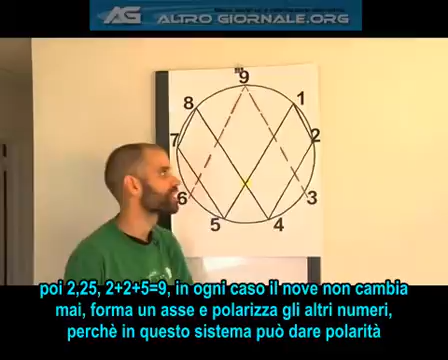 AG ALTRO GIORNALE.ORG
9
8
1
7
2
6
3
5
4
poi 2,25, 2+2+5=9, in ogni caso il nove non cambia
mai, forma un asse e polarizza gli altri numeri,
perchè in questo sistema può dare polarità